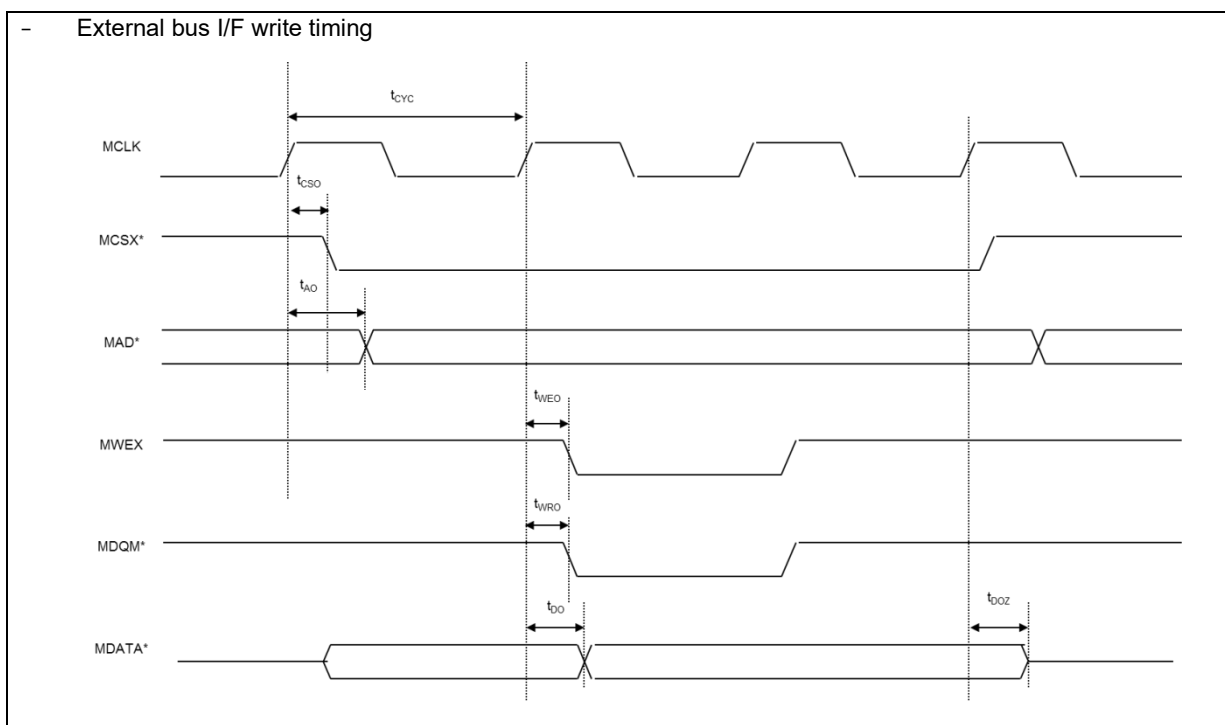 – External bus I/F write timing
tCYC
MCLK
tCSO
MCSX*
tAO
MAD*
tWEO
MWEX
tWRO
MDQM*
tDO
tDOZ
MDATA*